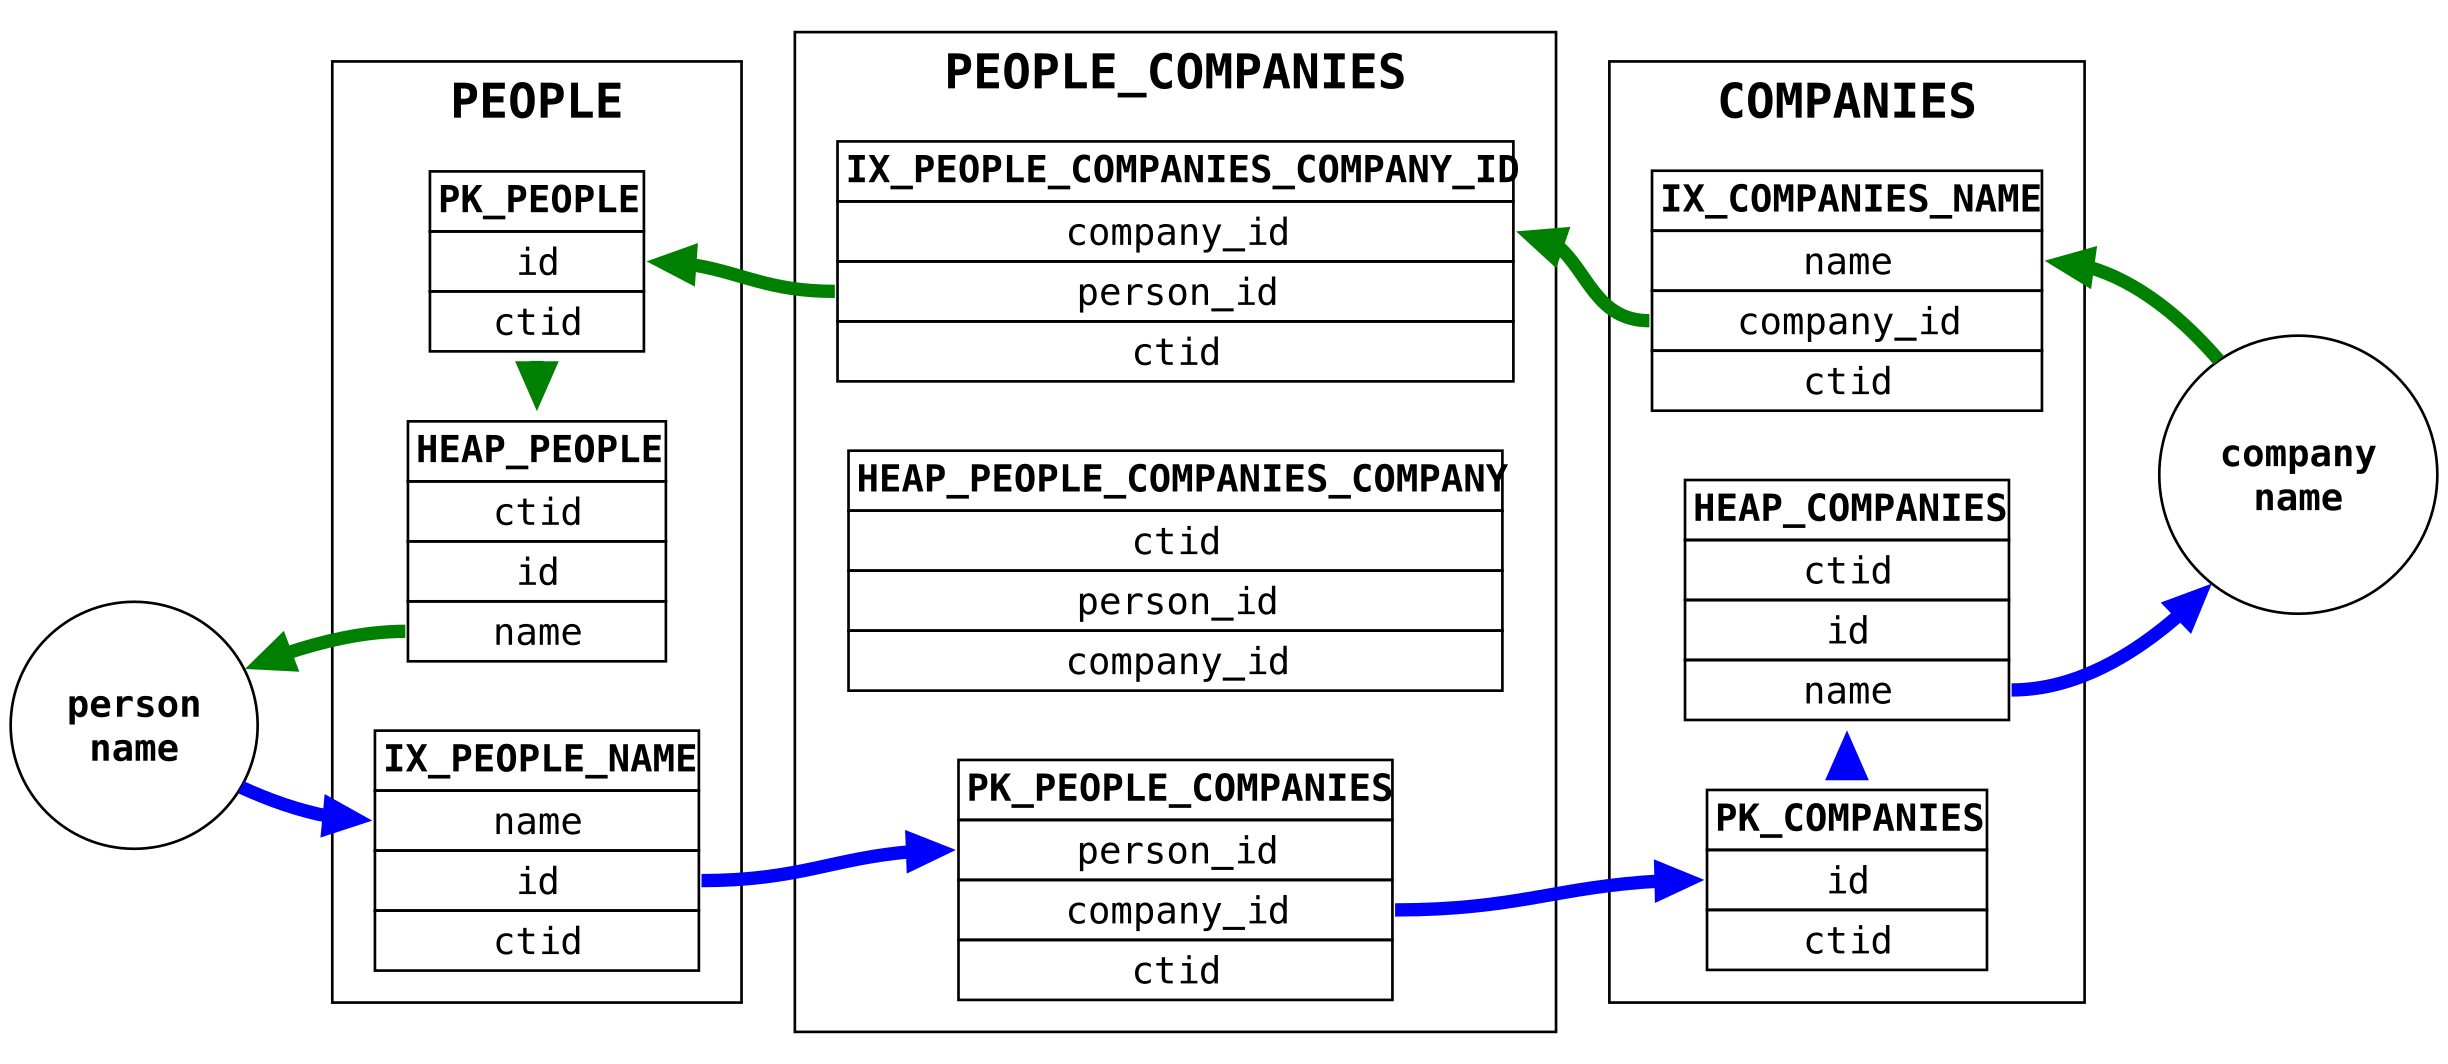 PEOPLE
PK_PEOPLE
id
ctid
HEAP_PEOPLE
ctid
id
name
IX_PEOPLE_NAME
name
id
ctid
PEOPLE_COMPANIES
IX_PEOPLE_COMPANIES_COMPANY_ID
company_id
person_id
ctid
HEAP_PEOPLE_COMPANIES_COMPANY
ctid
person_id
company_id
PK_PEOPLE_COMPANIES
person_id
company_id
ctid
COMPANIES
IX_COMPANIES_NAME
name
company_id
ctid
HEAP_COMPANIES
ctid
id
name
PK_COMPANIES
id
ctid
person
name
company
name